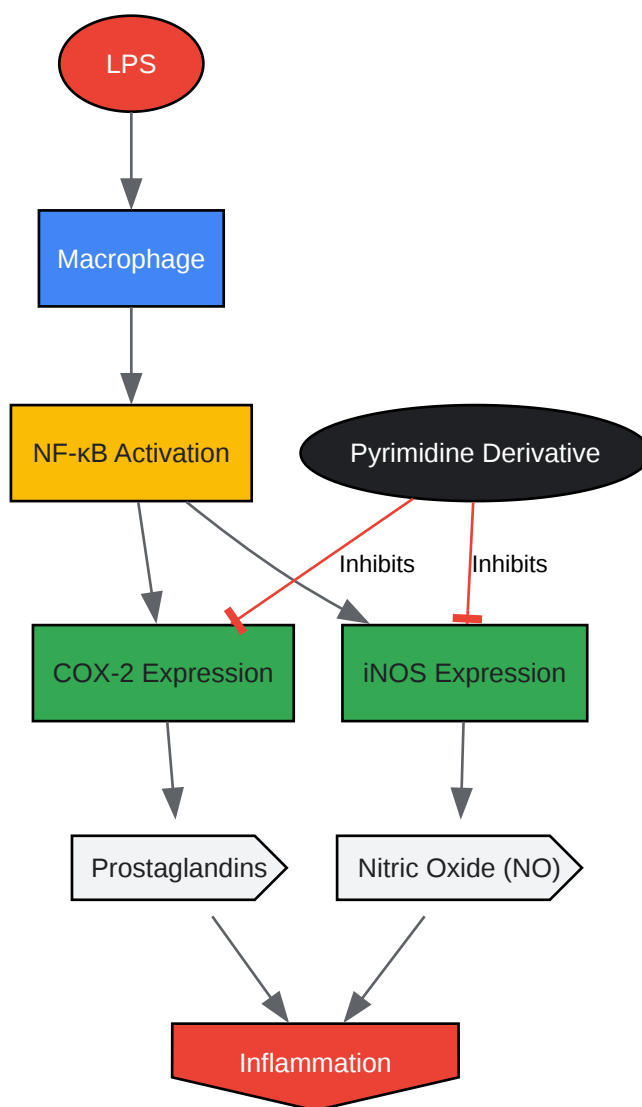 LPS
Macrophage
NF-κB Activation
Pyrimidine Derivative
Inhibits
Inhibits
COX-2 Expression
iNOS Expression
Prostaglandins
Nitric Oxide (NO)
Inflammation